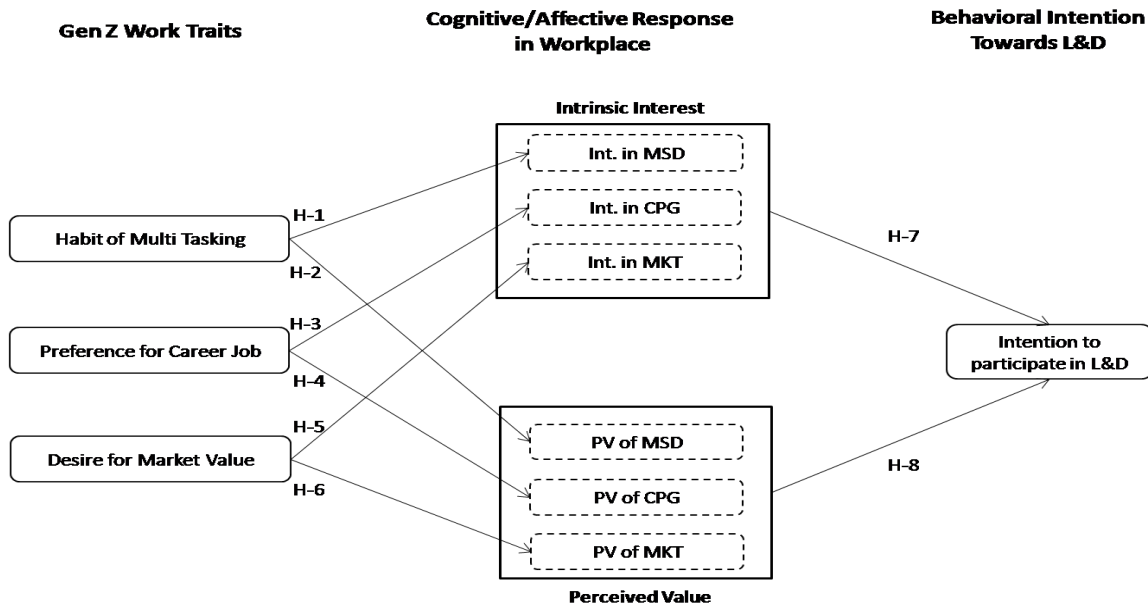 Gen Z Work Traits
Cognitive/Affective Response
in Workplace
Behavioral Intention
Towards L&D
Intrinsic Interest
Int. in MSD
Int. in CPG
Int. in MKT
H-1
Habit of Multi Tasking
H-2
H-7
H-3
Preference for Career Job
H-4
Intention to
participate in L&D
H-5
Desire for Market Value
H-6
PV of MSD
PV of CPG
PV of MKT
H-8
Perceived Value